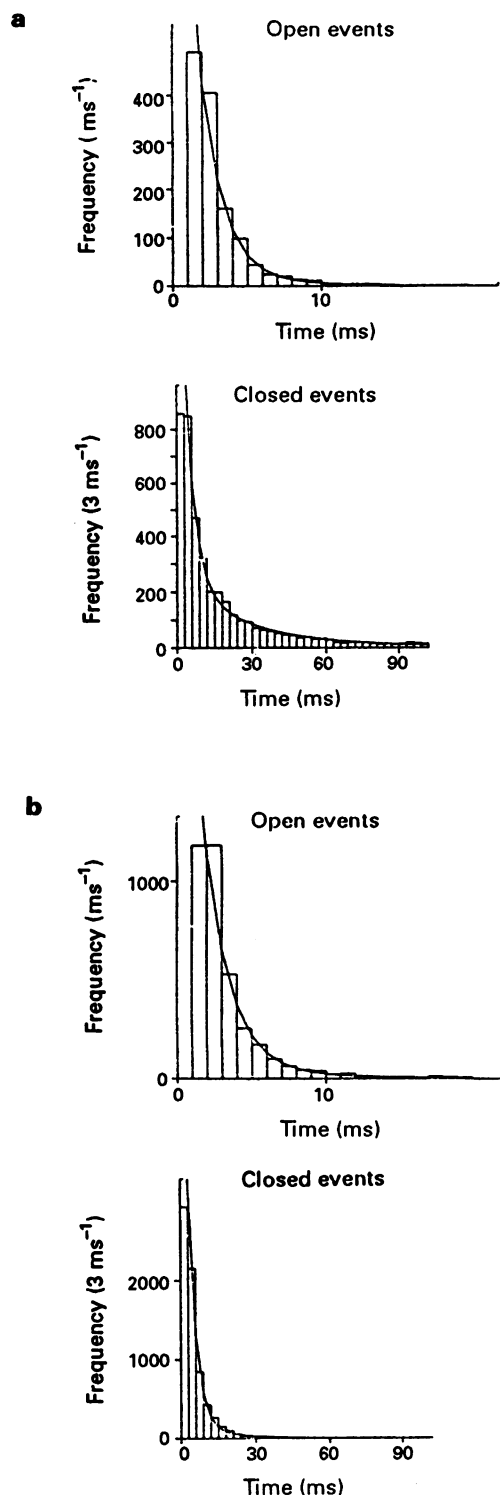 a
Open events
Frequency (ms⁻¹)
400
300
200
100
0
0 10
Time (ms)
Closed events
Frequency (3 ms⁻¹)
800
600
400
200
0
0 30 60 90
Time (ms)
b
Open events
Frequency (ms⁻¹)
1000
0
0 10
Time (ms)
Closed events
Frequency (3 ms⁻¹)
2000
1000
0
0 30 60 90
Time (ms)